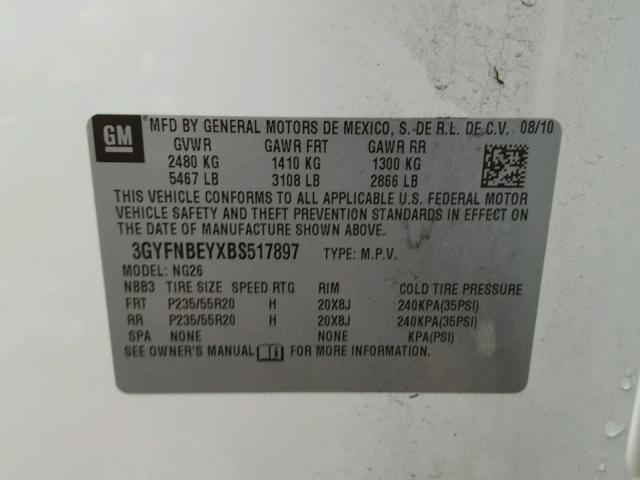 GM ® MFD BY GENERAL MOTORS DE MEXICO, S. DE R.L. DE C.V. 08/10
GVWR GAWR FRT GAWR RR
2480 KG 1410 KG 1300 KG
5467 LB 3108 LB 2866 LB
THIS VEHICLE CONFORMS TO ALL APPLICABLE U.S. FEDERAL MOTOR
VEHICLE SAFETY AND THEFT PREVENTION STANDARDS IN EFFECT ON
THE DATE OF MANUFACTURE SHOWN ABOVE.
3GYFNBEYXBS517897 TYPE: M.P.V.
MODEL: NG26
NBB3 TIRE SIZE SPEED RTG RIM COLD TIRE PRESSURE
FRT P235/55R20 H 20X8J 240KPA(35PSI)
RR P235/55R20 H 20X8J 240KPA(35PSI)
SPA NONE NONE KPA(PSI)
SEE OWNER'S MANUAL FOR MORE INFORMATION.